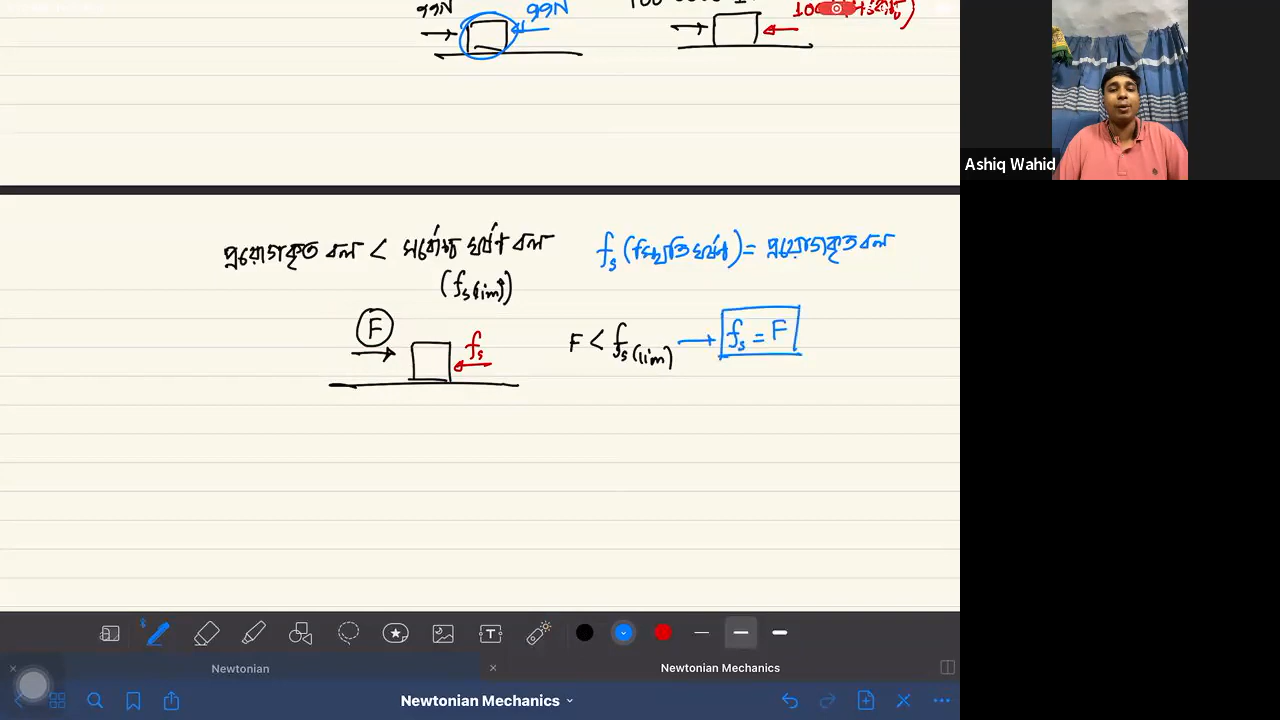 99N
99N
Ashiq Wahid
প্রয়োগকৃত বল < সর্বোচ্চ ঘর্ষণ বল
(fs(lim))
fs (স্থিতি ঘর্ষণ) = প্রয়োগকৃত বল
F
fs
F < fs(lim) → fs = F
Newtonian
Newtonian Mechanics
Newtonian Mechanics